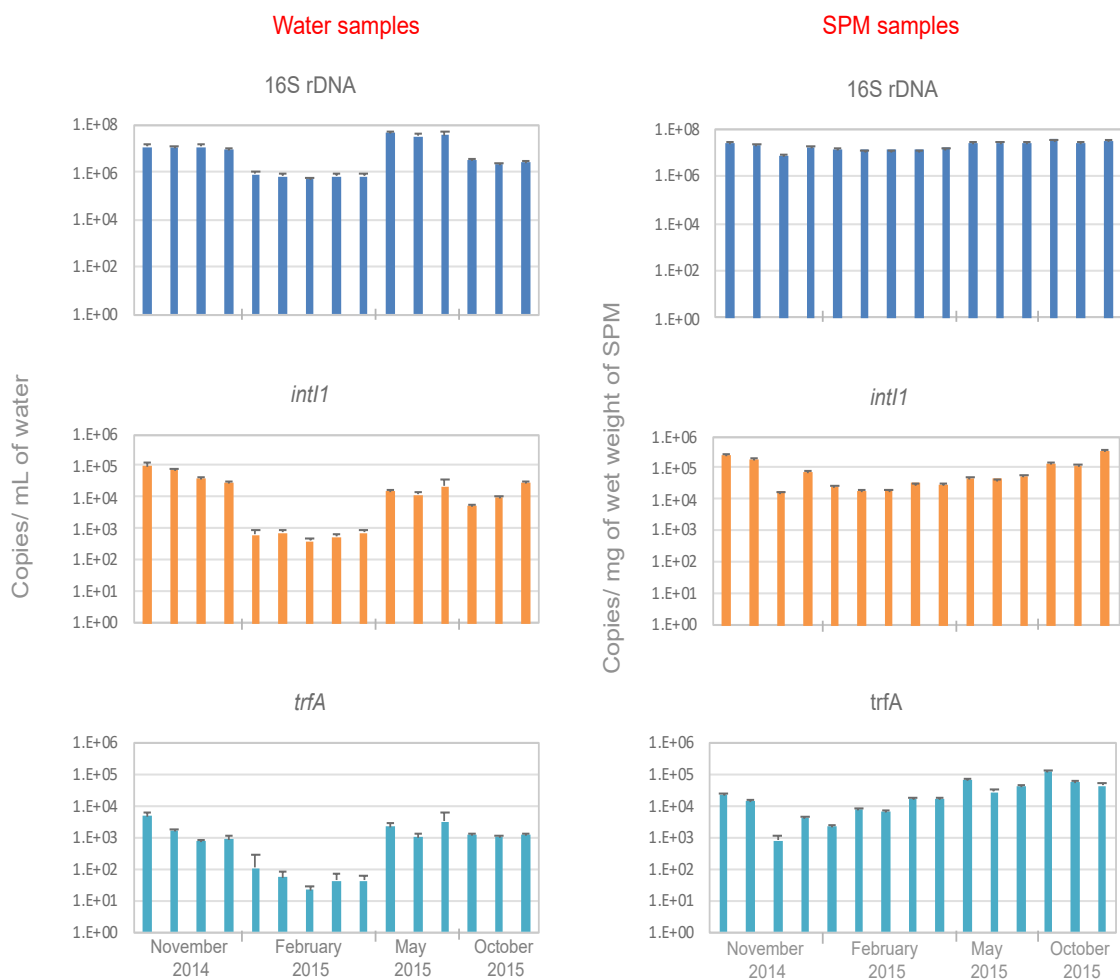 Water samples
SPM samples
16S rDNA
16S rDNA
1.E+08
1.E+06
1.E+04
1.E+02
1.E+00
1.E+08
1.E+06
1.E+04
1.E+02
1.E+00
Copies/ mL of water
Copies/ mg of wet weight of SPM
intI1
intI1
1.E+06
1.E+05
1.E+04
1.E+03
1.E+02
1.E+01
1.E+00
1.E+06
1.E+05
1.E+04
1.E+03
1.E+02
1.E+01
1.E+00
trfA
trfA
1.E+06
1.E+05
1.E+04
1.E+03
1.E+02
1.E+01
1.E+00
1.E+06
1.E+05
1.E+04
1.E+03
1.E+02
1.E+01
1.E+00
November
2014
February
2015
May
2015
October
2015
November
2014
February
2015
May
2015
October
2015